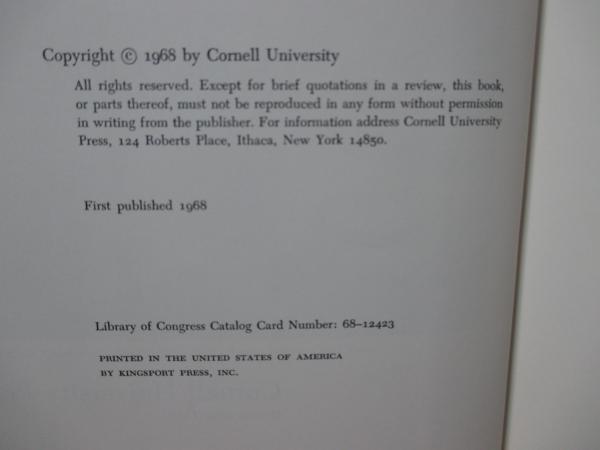 Copyright © 1968 by Cornell University
All rights reserved. Except for brief quotations in a review, this book,
or parts thereof, must not be reproduced in any form without permission
in writing from the publisher. For information address Cornell University
Press, 124 Roberts Place, Ithaca, New York 14850.
First published 1968
Library of Congress Catalog Card Number: 68–12423
PRINTED IN THE UNITED STATES OF AMERICA
BY KINGSPORT PRESS, INC.